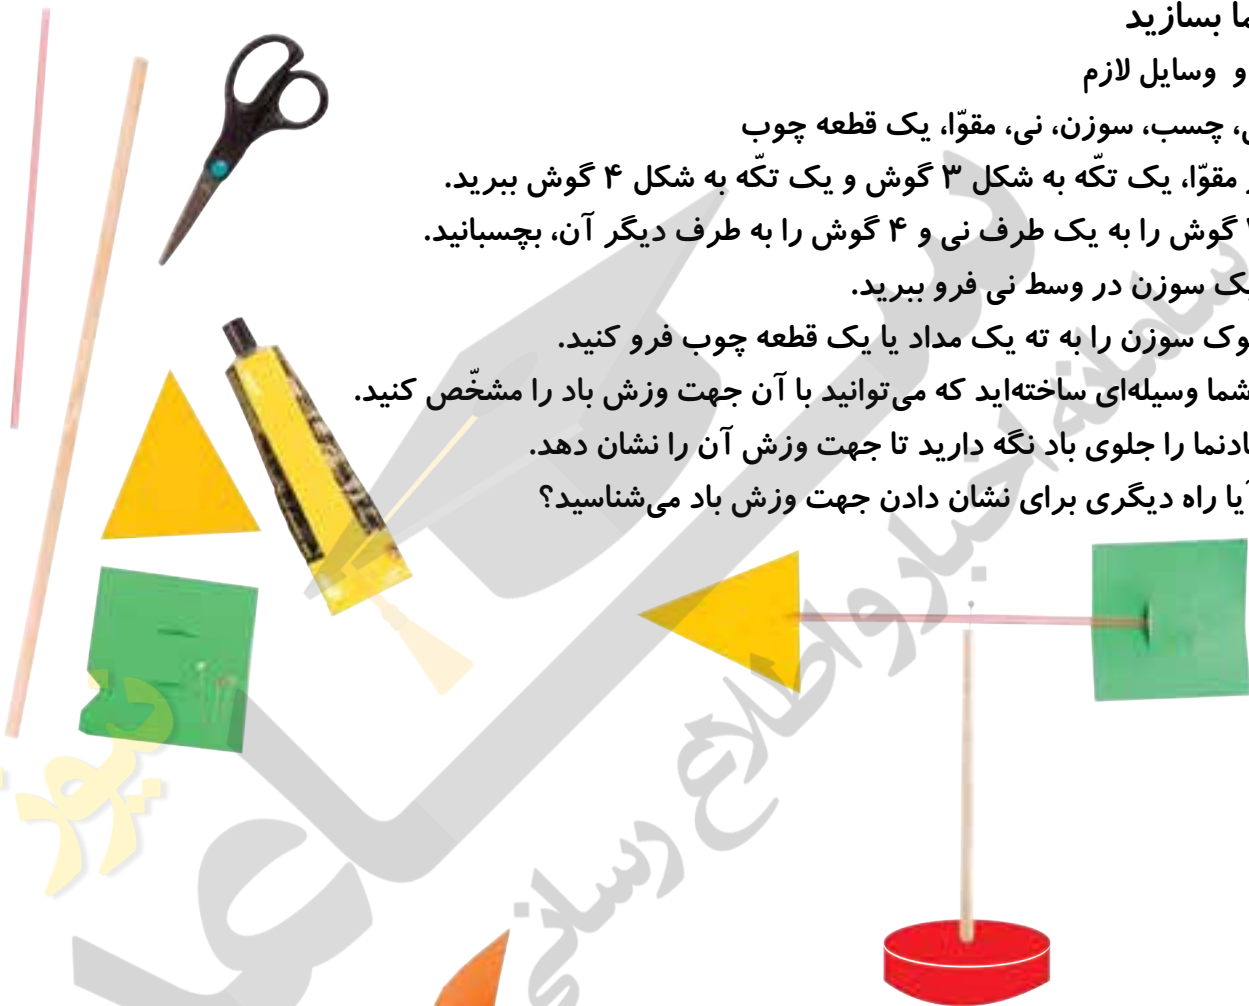 بسازید
و وسایل لازم
چسب، سوزن، نی، مقوّا، یک قطعه چوب
مقوّا، یک تکّه به شکل ۳ گوش و یک تکّه به شکل ۴ گوش ببرید.
گوش را به یک طرف نی و ۴ گوش را به طرف دیگر آن، بچسبانید.
یک سوزن در وسط نی فرو ببرید.
نوک سوزن را به ته یک مداد یا یک قطعه چوب فرو کنید.
شما وسیله‌ای ساخته‌اید که می‌توانید با آن جهت وزش باد را مشخّص کنید.
بادنما را جلوی باد نگه دارید تا جهت وزش آن را نشان دهد.
آیا راه دیگری برای نشان دادن جهت وزش باد می‌شناسید؟
سامانه اخبار و اطلاع رسانی
نیوز